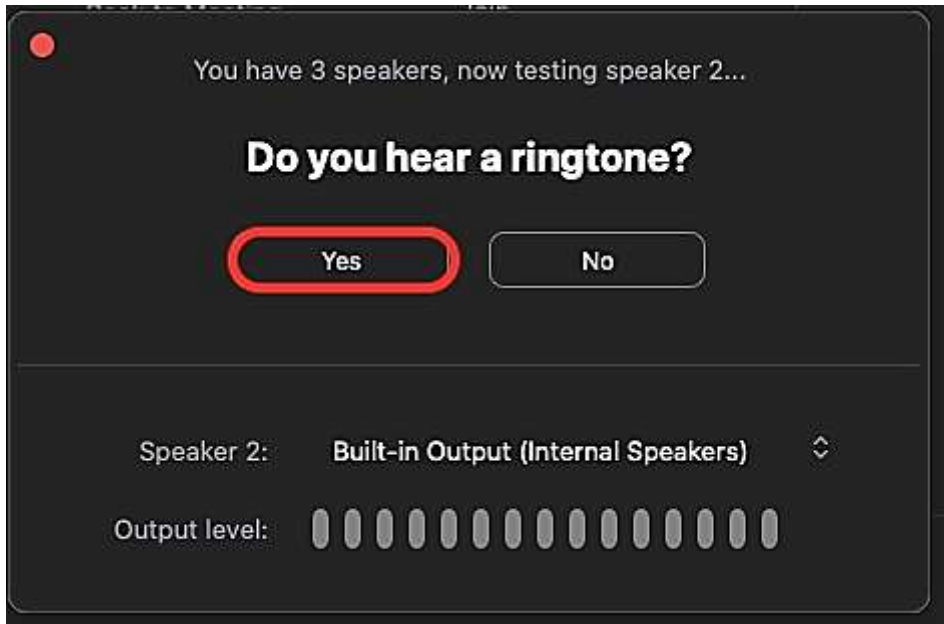 You have 3 speakers, now testing speaker 2...
Do you hear a ringtone?
Yes No
Speaker 2: Built-in Output (Internal Speakers)
Output level: